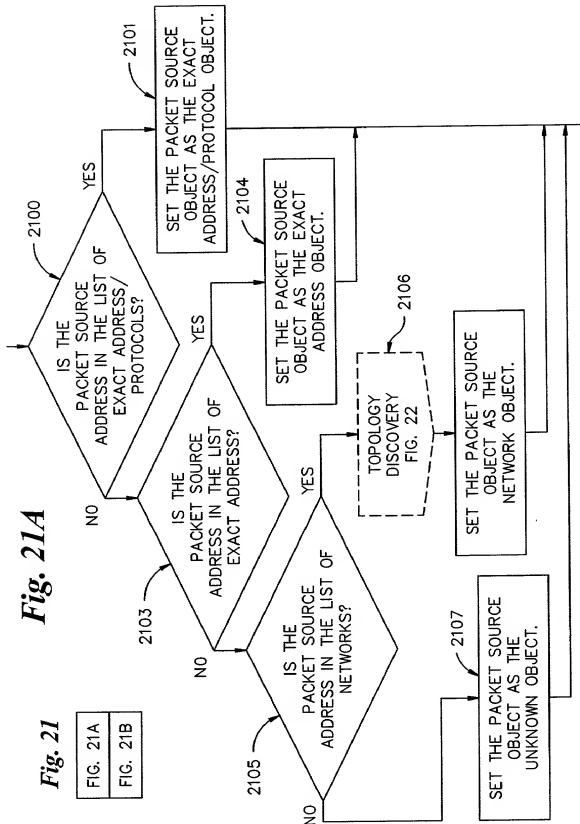 Fig. 21
FIG. 21A
FIG. 21B
Fig. 21A
2100
IS THE
PACKET SOURCE
ADDRESS IN THE LIST OF
EXACT ADDRESS/
PROTOCOLS?
YES
NO
2101
SET THE PACKET SOURCE
OBJECT AS THE EXACT
ADDRESS/PROTOCOL OBJECT.
2103
IS THE
PACKET SOURCE
ADDRESS IN THE LIST OF
EXACT ADDRESS?
YES
NO
2104
SET THE PACKET SOURCE
OBJECT AS THE EXACT
ADDRESS OBJECT.
2105
IS THE
PACKET SOURCE
ADDRESS IN THE LIST OF
NETWORKS?
YES
NO
2106
TOPOLOGY
DISCOVERY
FIG. 22
SET THE PACKET SOURCE
OBJECT AS THE
NETWORK OBJECT.
2107
SET THE PACKET SOURCE
OBJECT AS THE
UNKNOWN OBJECT.